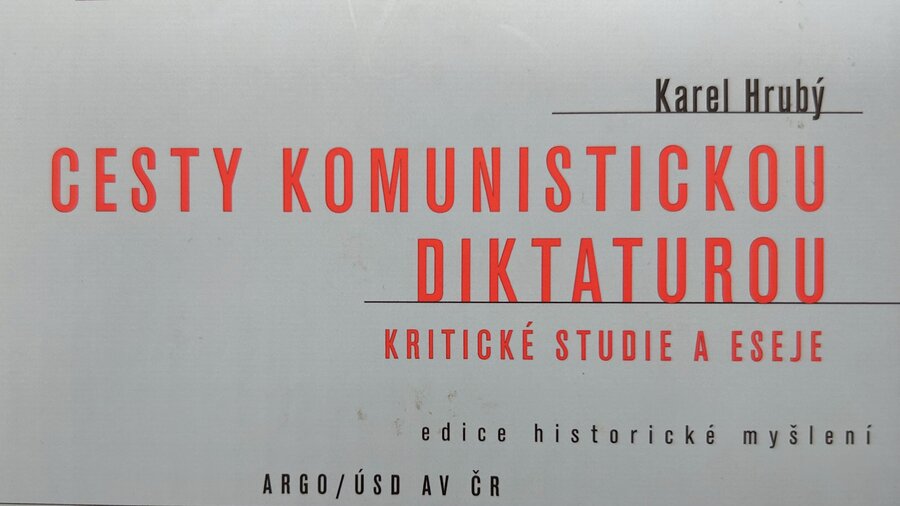 Karel Hrubý
CESTY KOMUNISTICKOU
DIKTATUROU
KRITICKÉ STUDIE A ESEJE
edice historické myšlení
ARGO/ÚSD AV ČR